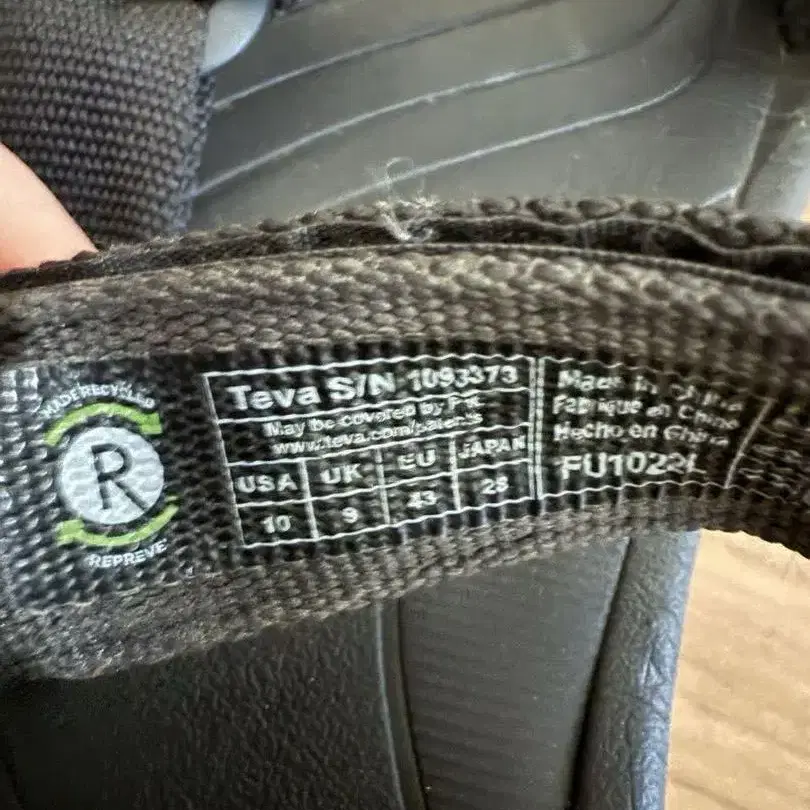 MADE RECYCLED
R
REPREVE
Teva S/N 1093373
May be covered by Pat.
www.teva.com/patents
USA UK EU JAPAN
10 9 43 28
Made in China
Fabriqué en Chine
Hecho en China